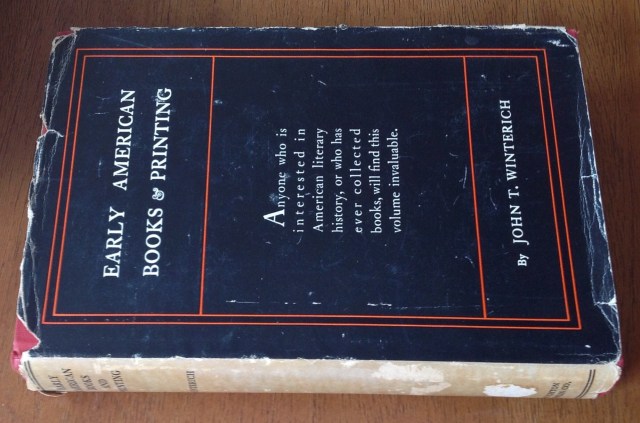 EARLY AMERICAN
BOOKS & PRINTING
Anyone who is
interested in
American literary
history, or who has
ever collected
books, will find this
volume invaluable.
By JOHN T. WINTERICH
AND